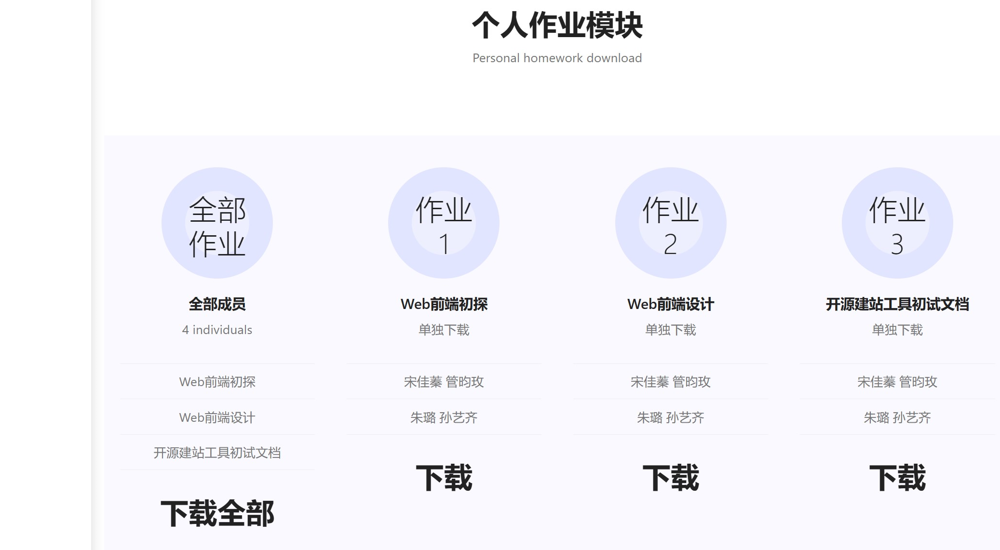 个人作业模块
Personal homework download
全部
作业
全部成员
4 individuals
Web前端初探
Web前端设计
开源建站工具初试文档
下载全部
作业
1
Web前端初探
单独下载
宋佳蓁 管昀玫
朱璐 孙艺齐
下载
作业
2
Web前端设计
单独下载
宋佳蓁 管昀玫
朱璐 孙艺齐
下载
作业
3
开源建站工具初试文档
单独下载
宋佳蓁 管昀玫
朱璐 孙艺齐
下载